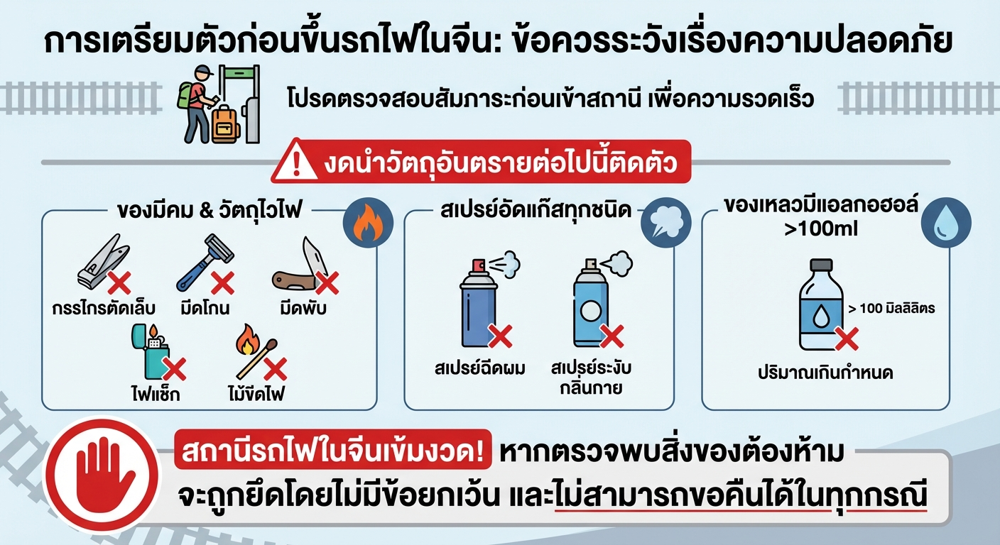 การเตรียมตัวก่อนขึ้นรถไฟในจีน: ข้อควรระวังเรื่องความปลอดภัย
โปรดตรวจสอบสัมภาระก่อนเข้าสถานี เพื่อความรวดเร็ว
งดนำวัตถุอันตรายต่อไปนี้ติดตัว
ของมีคม & วัตถุไวไฟ
กรรไกรตัดเล็บ
มีดโกน
มีดพับ
ไฟแช็ก
ไม้ขีดไฟ
สเปรย์อัดแก๊สทุกชนิด
สเปรย์ฉีดผม
สเปรย์ระงับ
กลิ่นกาย
ของเหลวมีแอลกอฮอล์
>100ml
> 100 มิลลิลิตร
ปริมาณเกินกำหนด
สถานีรถไฟในจีนเข้มงวด! หากตรวจพบสิ่งของต้องห้าม
จะถูกยึดโดยไม่มีข้อยกเว้น และไม่สามารถขอคืนได้ในทุกกรณี